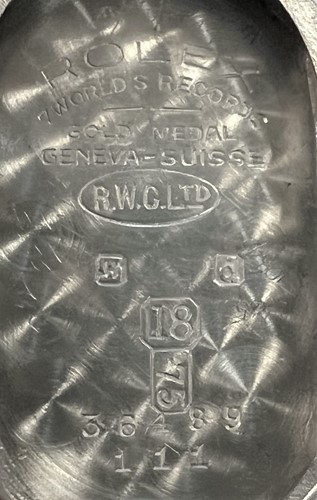 ROLEX
7 WORLD'S RECORDS
GOLD MEDAL
GENEVA-SUISSE
R.W.C.LTD
18
.75
36489
111